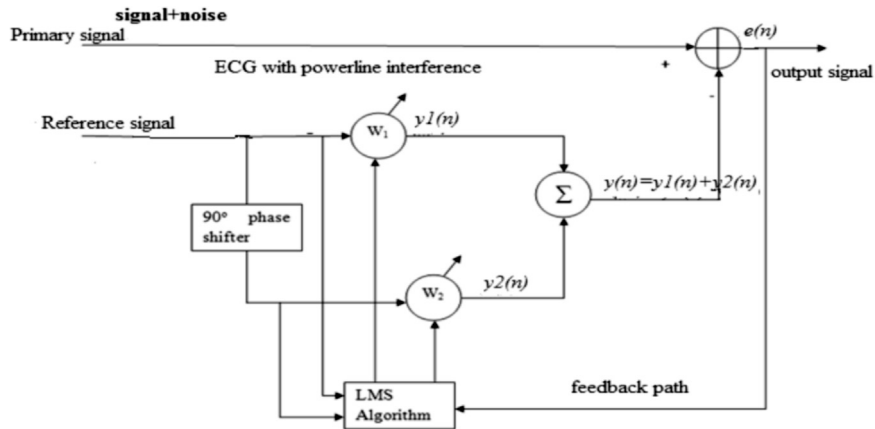 signal+noise
Primary signal
e(n)
+
output signal
ECG with powerline interference
-
Reference signal
W₁
y1(n)
Σ
y(n)=y1(n)+y2(n)
90° phase
shifter
W₂
y2(n)
LMS
Algorithm
feedback path